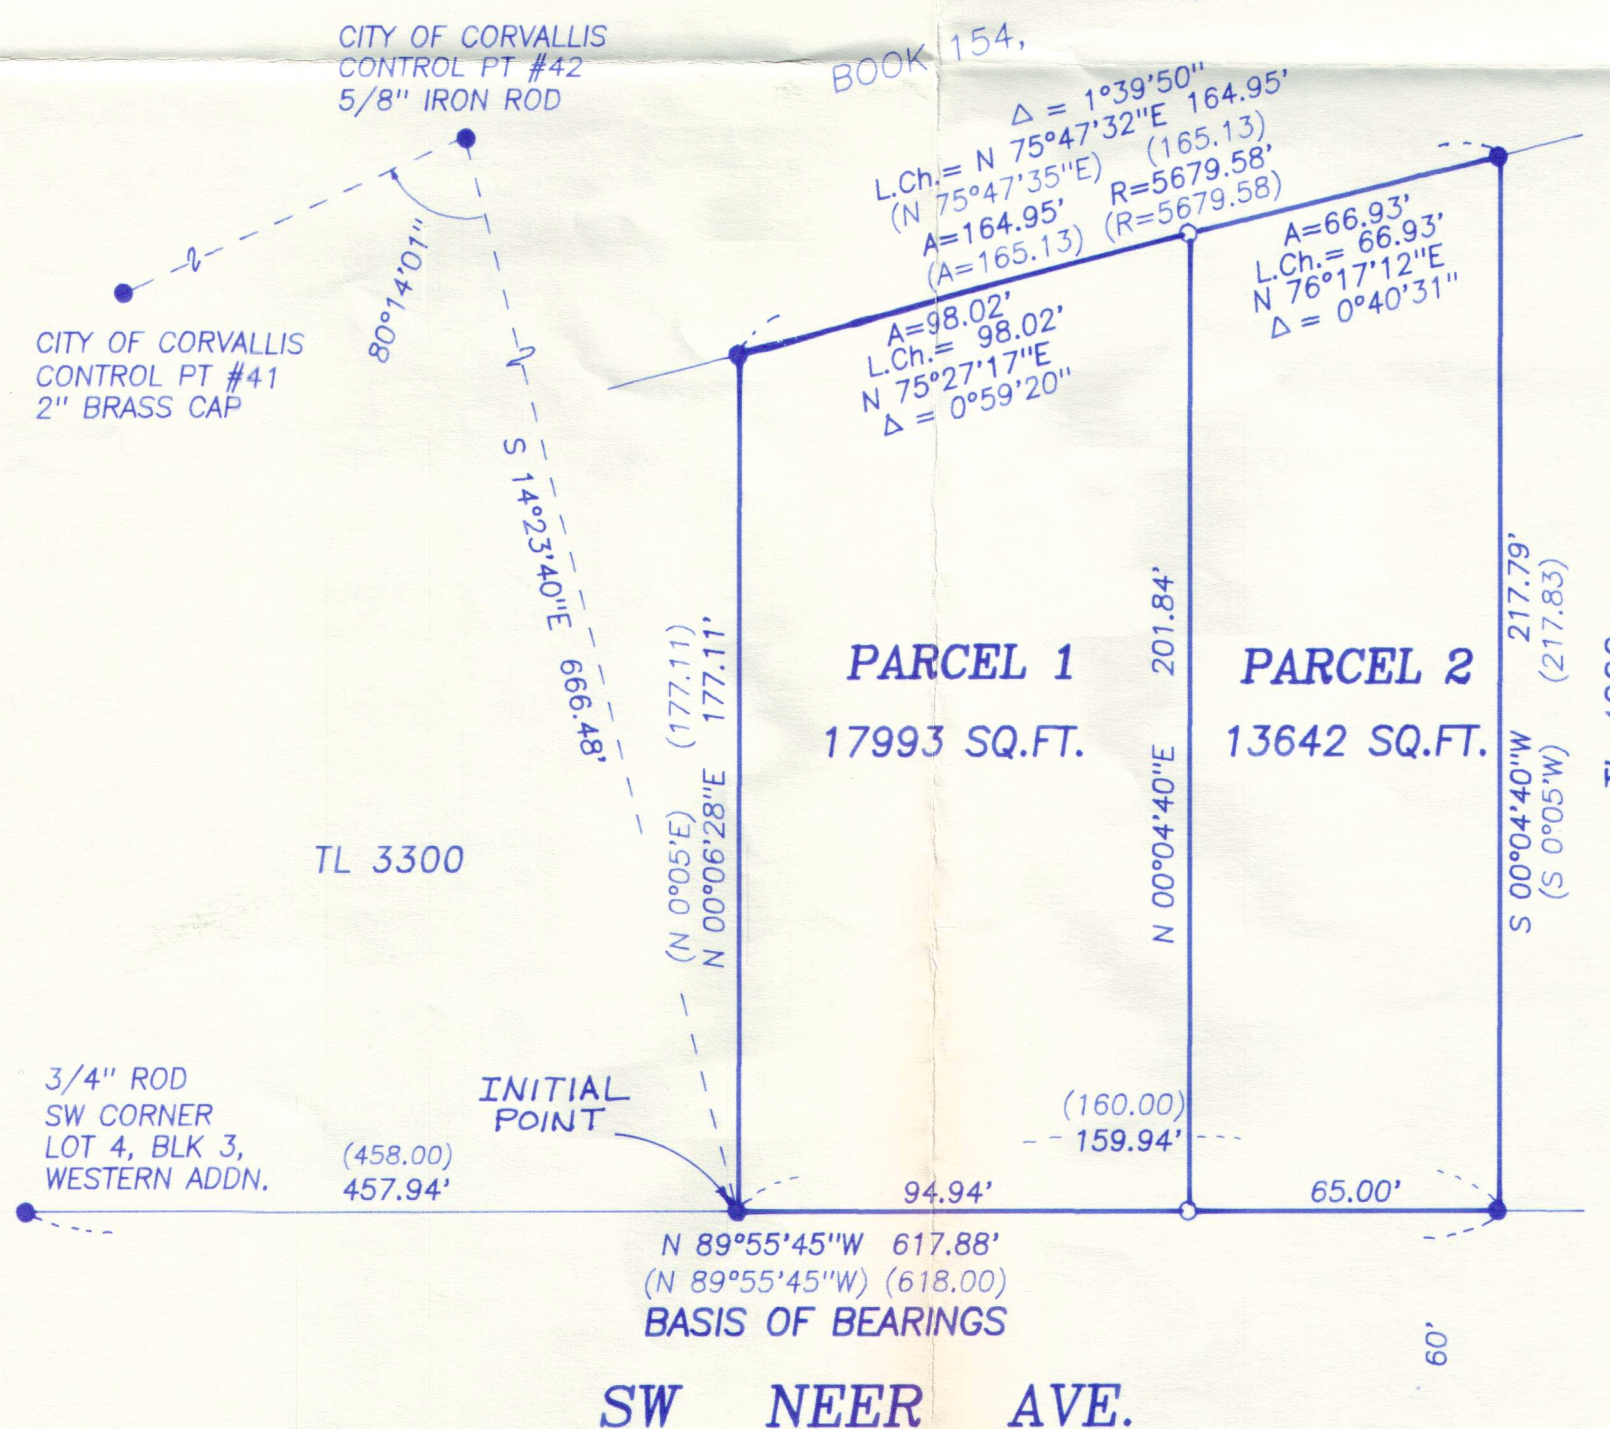 CITY OF CORVALLIS
CONTROL PT #42
5/8" IRON ROD
BOOK 154,
Δ = 1°39'50"
L.Ch.= N 75°47'32"E 164.95'
(N 75°47'35"E) (165.13)
A=164.95' R=5679.58'
(A=165.13) (R=5679.58)
A=66.93'
L.Ch.= 66.93'
N 76°17'12"E
Δ = 0°40'31"
A=98.02'
L.Ch.= 98.02'
N 75°27'17"E
Δ = 0°59'20"
80°14'01"
CITY OF CORVALLIS
CONTROL PT #41
2" BRASS CAP
S 14°23'40"E 666.48'
(N 0°05'E) (177.11)
N 00°06'28"E 177.11'
PARCEL 1
17993 SQ.FT.
N 00°04'40"E 201.84'
PARCEL 2
13642 SQ.FT.
S 00°04'40"W 217.79'
(S 0°05'W) (217.83)
TL 3300
3/4" ROD
SW CORNER
LOT 4, BLK 3,
WESTERN ADDN.
(458.00)
457.94'
INITIAL
POINT
(160.00)
159.94'
94.94'
65.00'
N 89°55'45"W 617.88'
(N 89°55'45"W) (618.00)
BASIS OF BEARINGS
60'
SW NEER AVE.